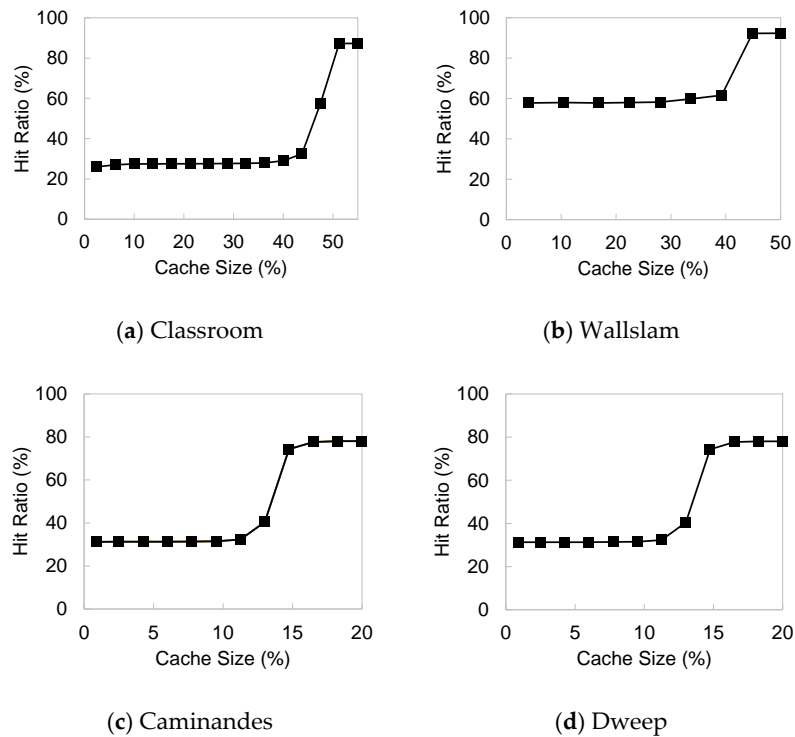 100
80
60
40
20
0
Hit Ratio (%)
0 10 20 30 40 50
Cache Size (%)
(a) Classroom
100
80
60
40
20
0
Hit Ratio (%)
0 10 20 30 40 50
Cache Size (%)
(b) Wallslam
100
80
60
40
20
0
Hit Ratio (%)
0 5 10 15 20
Cache Size (%)
(c) Caminandes
100
80
60
40
20
0
Hit Ratio (%)
0 5 10 15 20
Cache Size (%)
(d) Dweep